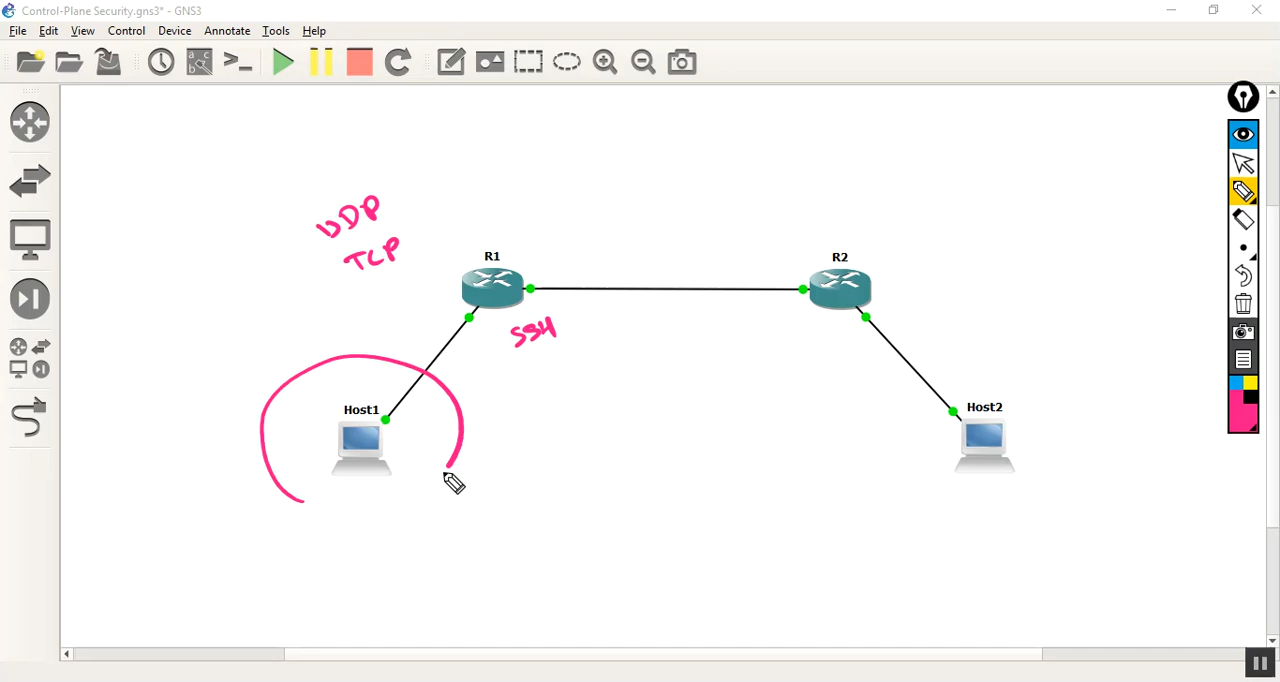 Control-Plane Security.gns3* - GNS3
File Edit View Control Device Annotate Tools Help
UDP
TCP
R1
R2
SSH
Host1
Host2